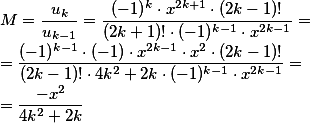 M = \frac{u_k}{u_{k-1}} = \frac{(-1)^k \cdot x^{2k+1} \cdot (2k-1)!}{(2k+1)! \cdot (-1)^{k-1} \cdot x^{2k-1}} =
= \frac{(-1)^{k-1} \cdot (-1) \cdot x^{2k-1} \cdot x^2 \cdot (2k-1)!}{(2k-1)! \cdot 4k^2 + 2k \cdot (-1)^{k-1} \cdot x^{2k-1}} =
= \frac{-x^2}{4k^2 + 2k}